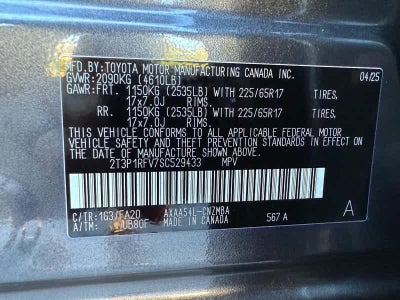 MFD.BY:TOYOTA MOTOR MANUFACTURING CANADA INC. 04/25
GVWR:2090KG (4610LB)
GAWR:FRT. 1150KG (2535LB) WITH 225/65R17 TIRES,
17x7.0J RIMS,
RR. 1150KG (2535LB) WITH 225/65R17 TIRES,
17x7.0J RIMS,
THIS VEHICLE CONFORMS TO ALL APPLICABLE FEDERAL MOTOR
VEHICLE SAFETY AND THEFT PREVENTION STANDARDS IN
EFFECT ON THE DATE OF MANUFACTURE SHOWN ABOVE.
2T3P1RFV7SC529433 MPV
C/TR:1G3/FA20 AXAA54L-CNZMBA
A/TM: /UB80F MADE IN CANADA 567 A A